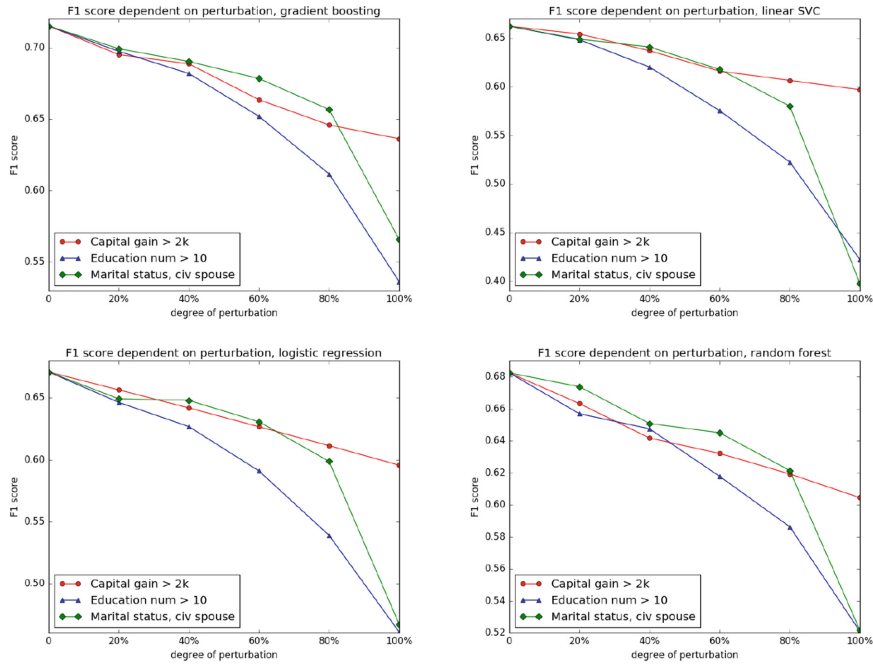 F1 score dependent on perturbation, gradient boosting
0.70
0.65
0.60
0.55
F1 score
Capital gain > 2k
Education num > 10
Marital status, civ spouse
0 20% 40% 60% 80% 100%
degree of perturbation
F1 score dependent on perturbation, linear SVC
0.65
0.60
0.55
0.50
0.45
0.40
F1 score
Capital gain > 2k
Education num > 10
Marital status, civ spouse
0 20% 40% 60% 80% 100%
degree of perturbation
F1 score dependent on perturbation, logistic regression
0.65
0.60
0.55
0.50
F1 score
Capital gain > 2k
Education num > 10
Marital status, civ spouse
0 20% 40% 60% 80% 100%
degree of perturbation
F1 score dependent on perturbation, random forest
0.68
0.66
0.64
0.62
0.60
0.58
0.56
0.54
0.52
F1 score
Capital gain > 2k
Education num > 10
Marital status, civ spouse
0 20% 40% 60% 80% 100%
degree of perturbation